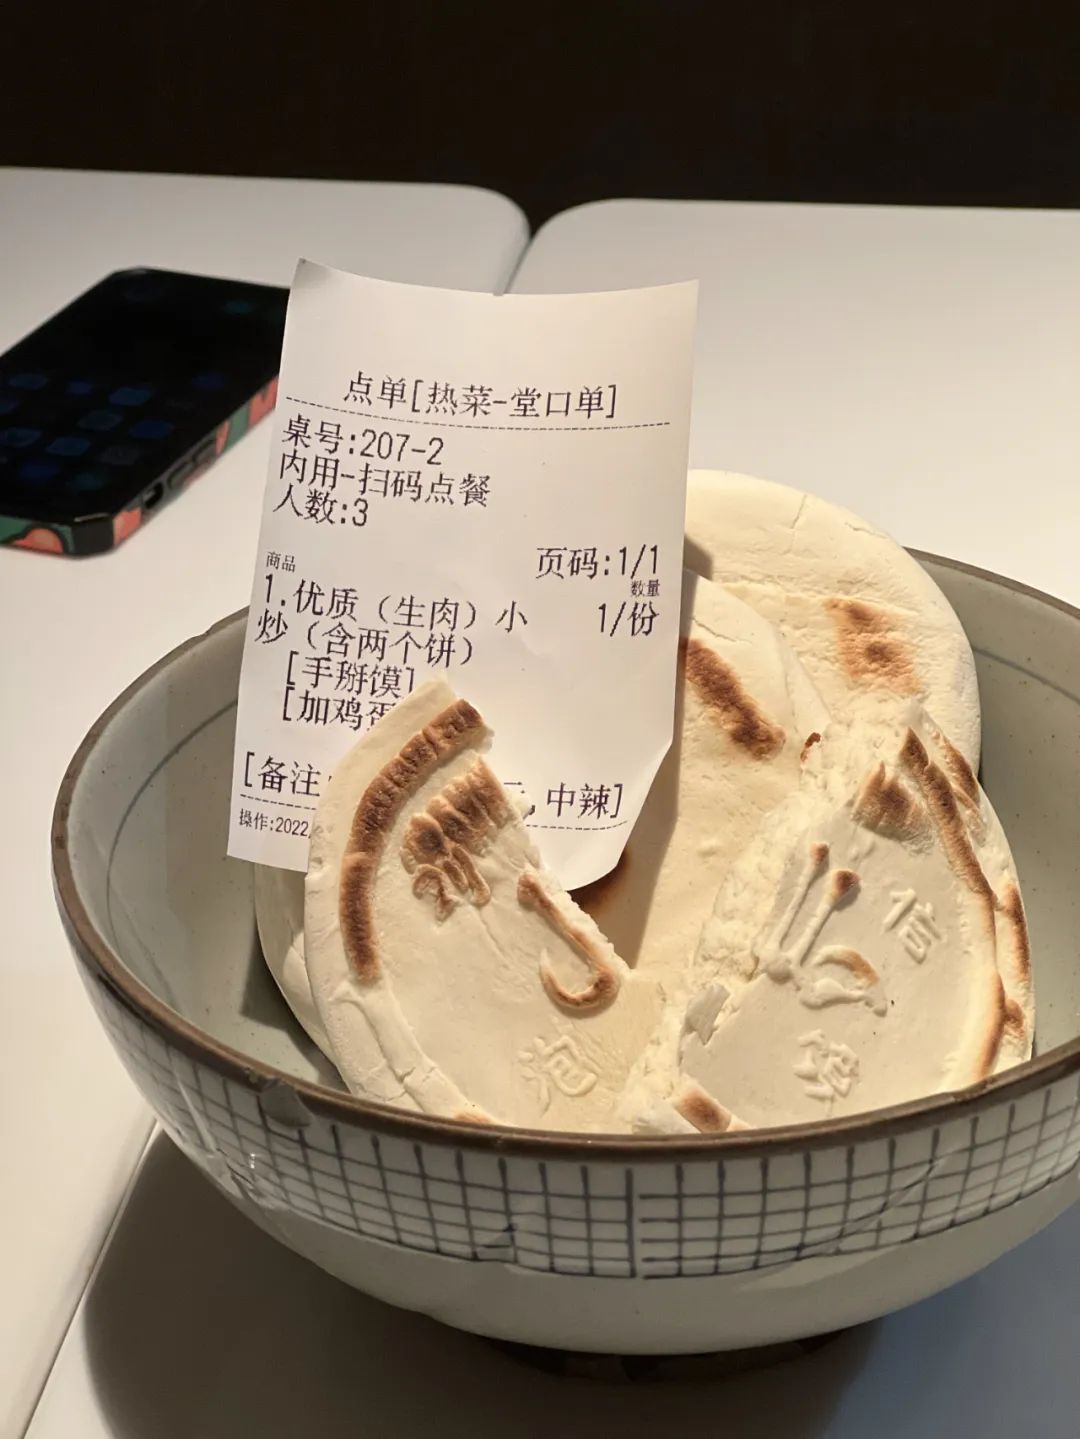 点单[热菜-堂口单]
桌号:207-2
内用-扫码点餐
人数:3
页码:1/1
商品 数量
1.优质（生肉）小 1/份
炒（含两个饼）
[手掰馍]
[加鸡蛋
[备注 ,中辣]
操作:2022
信
泡